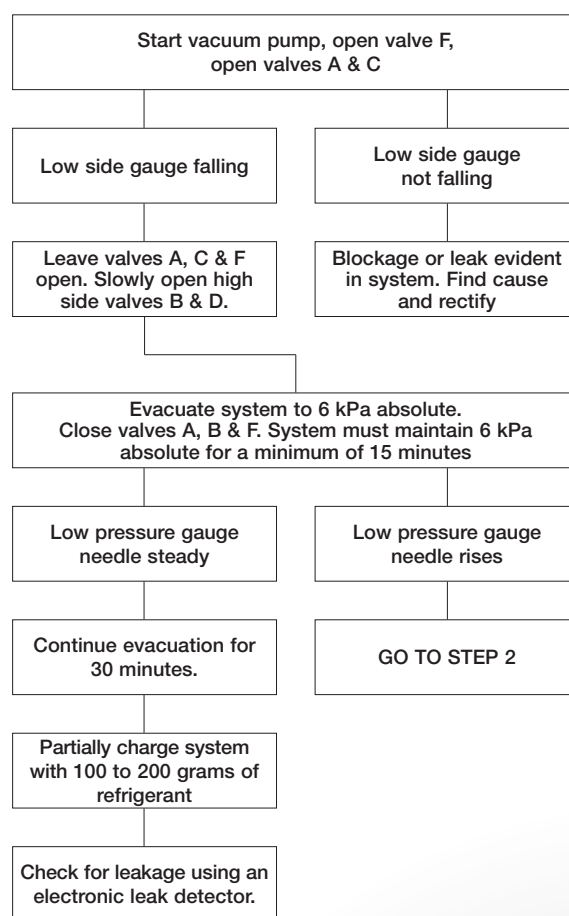 Start vacuum pump, open valve F,
open valves A & C
Low side gauge falling
Low side gauge
not falling
Leave valves A, C & F
open. Slowly open high
side valves B & D.
Blockage or leak evident
in system. Find cause
and rectify
Evacuate system to 6 kPa absolute.
Close valves A, B & F. System must maintain 6 kPa
absolute for a minimum of 15 minutes
Low pressure gauge
needle steady
Low pressure gauge
needle rises
Continue evacuation for
30 minutes.
GO TO STEP 2
Partially charge system
with 100 to 200 grams of
refrigerant
Check for leakage using an
electronic leak detector.